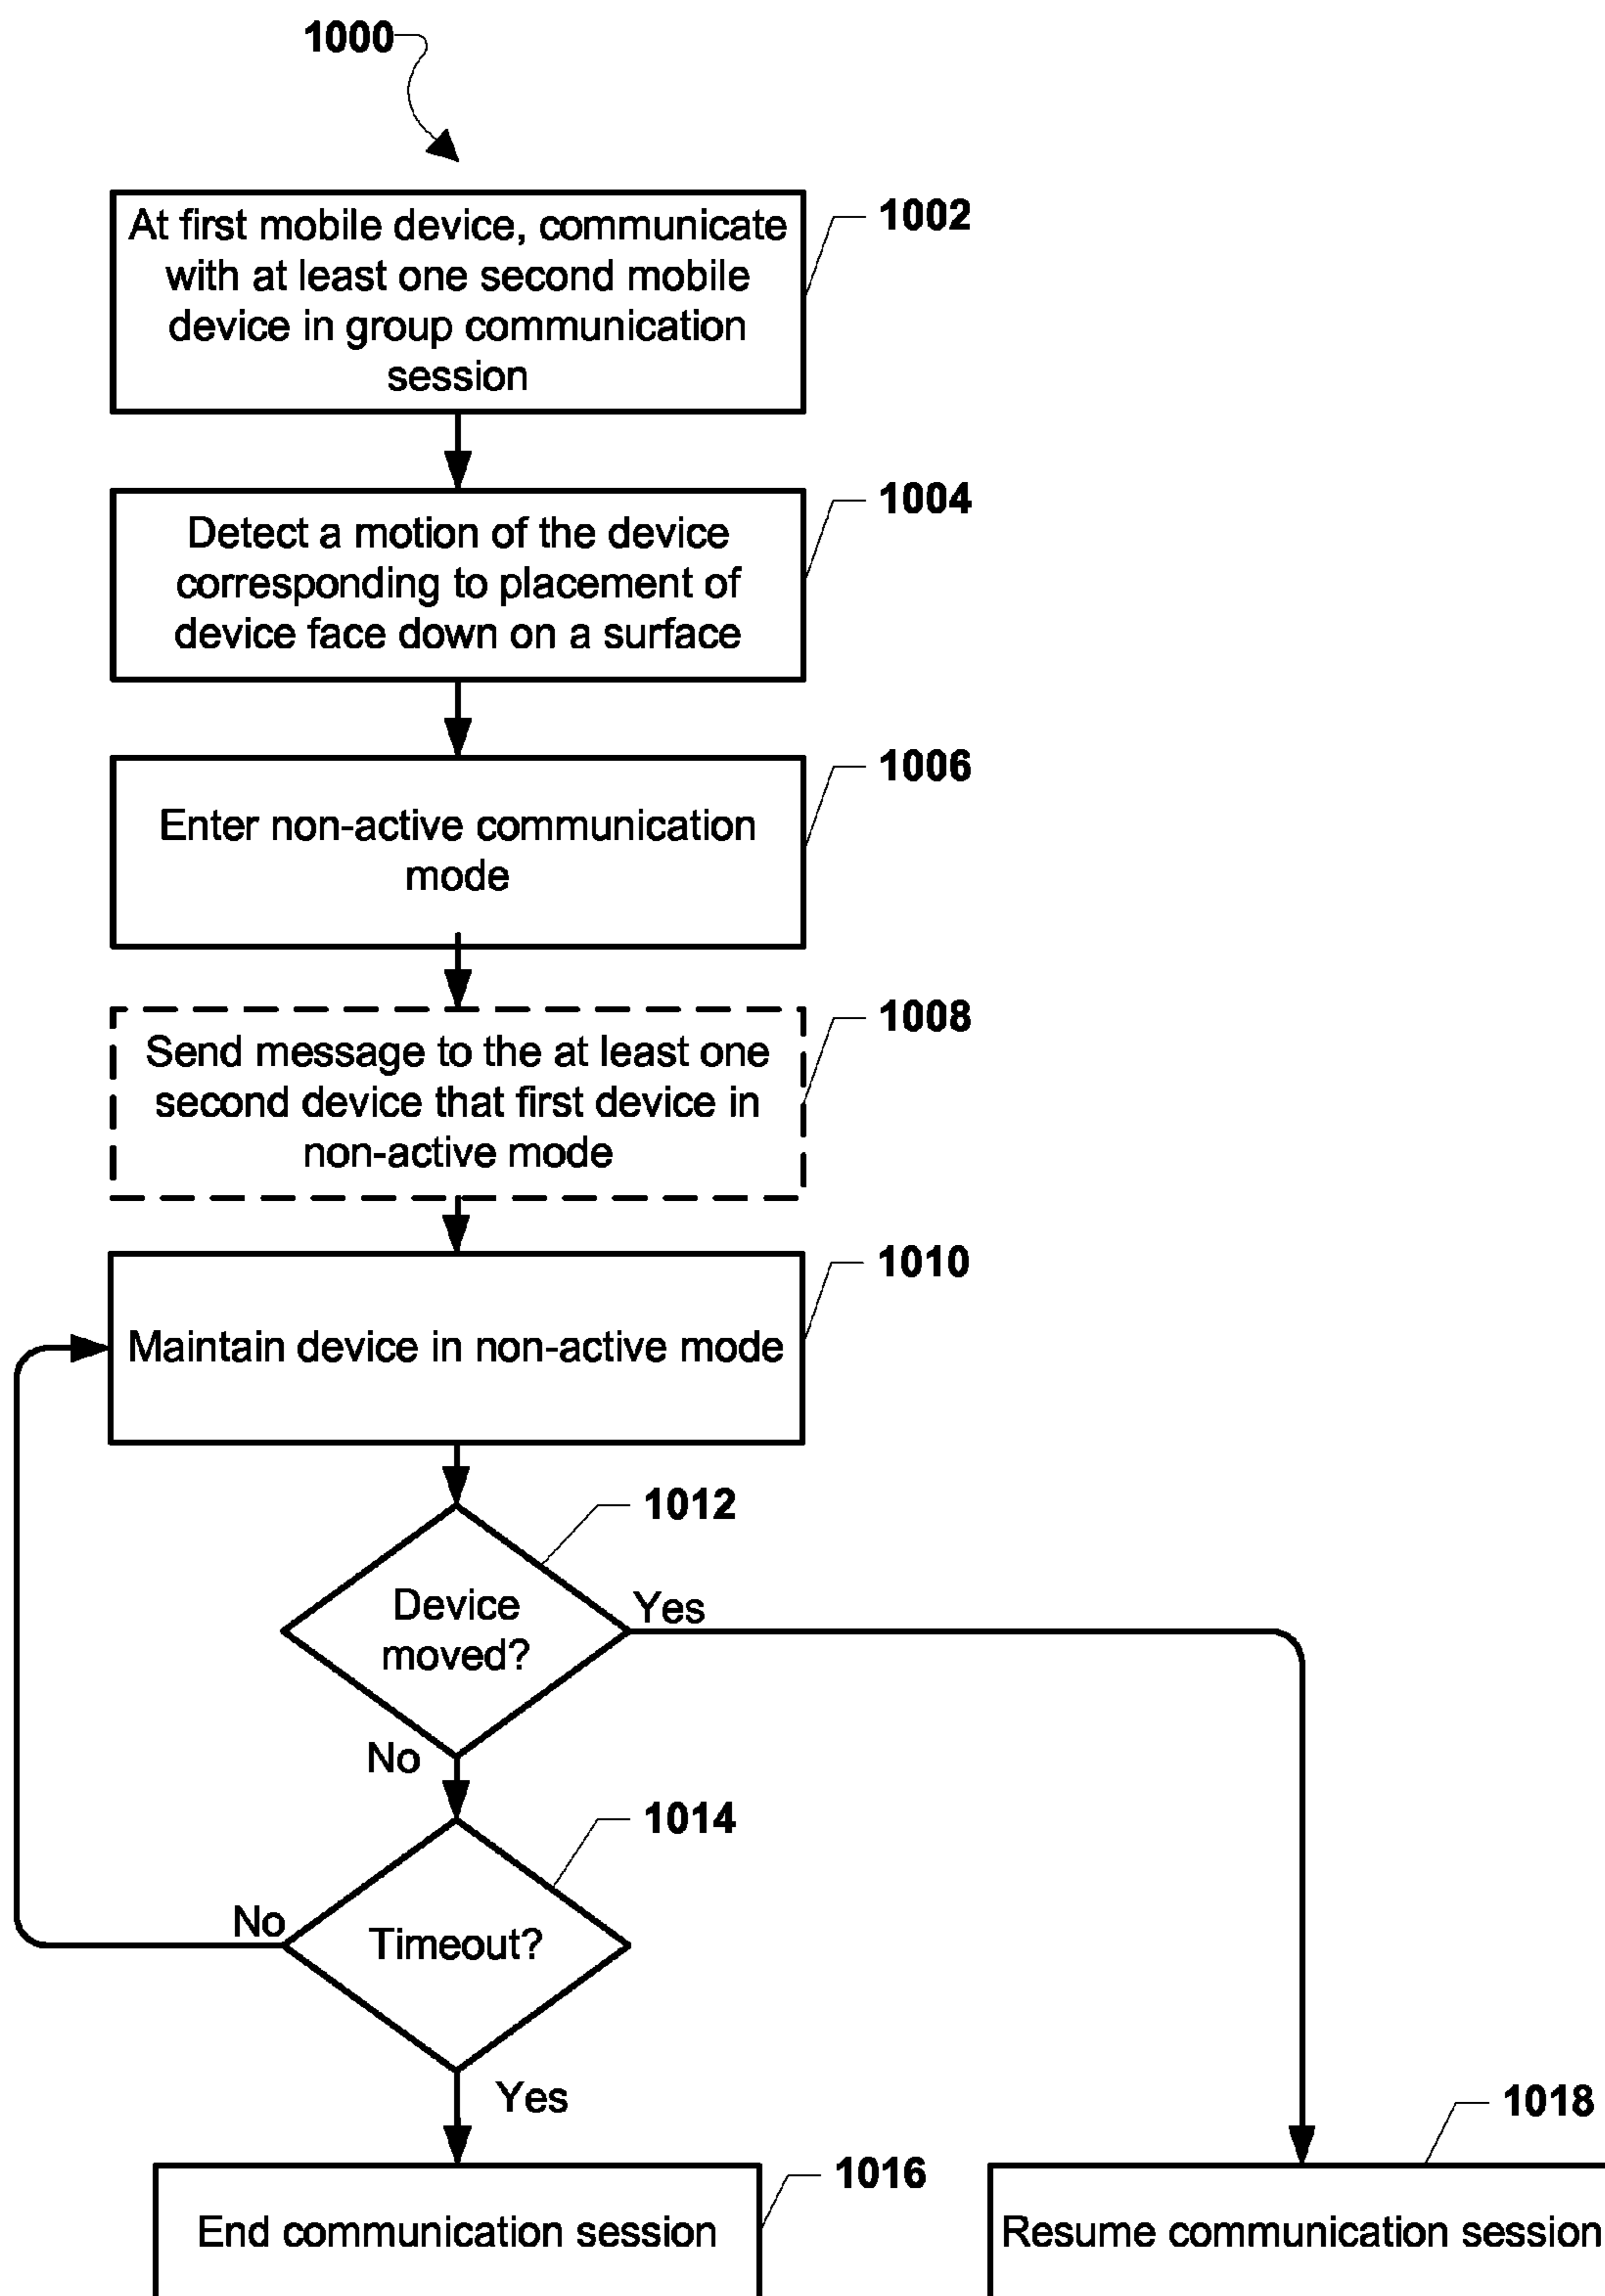 1000
At first mobile device, communicate
with at least one second mobile
device in group communication
session
1002
Detect a motion of the device
corresponding to placement of
device face down on a surface
1004
Enter non-active communication
mode
1006
Send message to the at least one
second device that first device in
non-active mode
1008
Maintain device in non-active mode
1010
1012
Device
moved?
Yes
No
1014
Timeout?
No
Yes
1016
End communication session
1018
Resume communication session